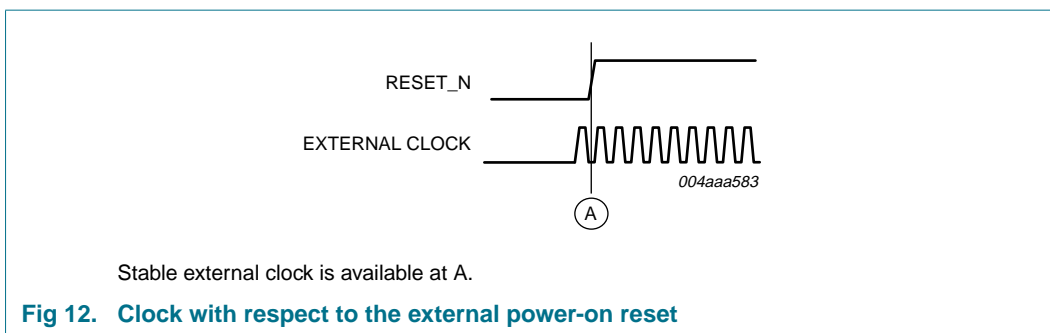 RESET_N
EXTERNAL CLOCK
004aaa583
A
Stable external clock is available at A.
Fig 12. Clock with respect to the external power-on reset